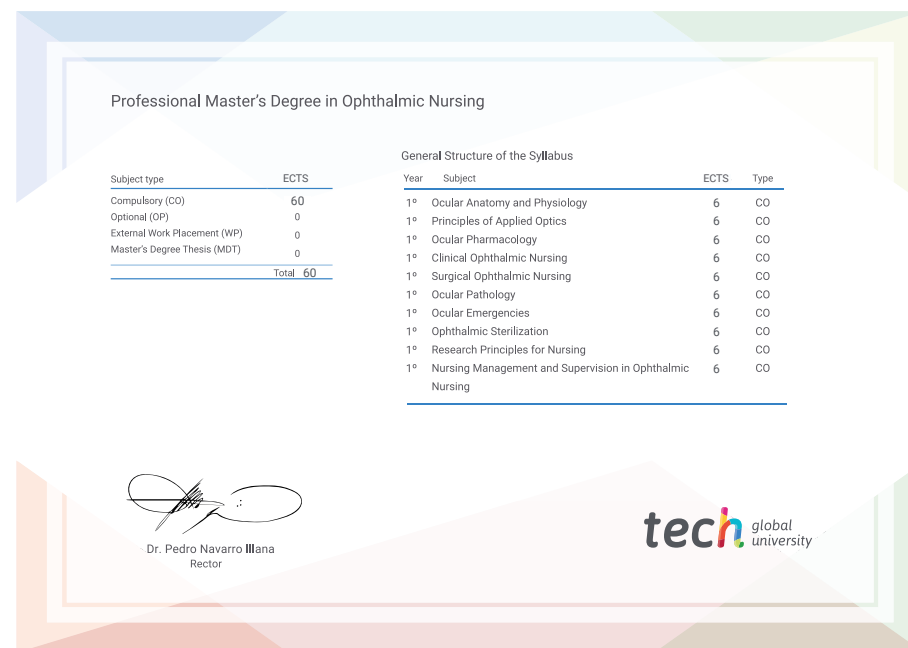 Professional Master's Degree in Ophthalmic Nursing
Subject type ECTS
Compulsory (CO) 60
Optional (OP) 0
External Work Placement (WP) 0
Master's Degree Thesis (MDT) 0
Total 60
General Structure of the Syllabus
Year Subject ECTS Type
1º Ocular Anatomy and Physiology 6 CO
1º Principles of Applied Optics 6 CO
1º Ocular Pharmacology 6 CO
1º Clinical Ophthalmic Nursing 6 CO
1º Surgical Ophthalmic Nursing 6 CO
1º Ocular Pathology 6 CO
1º Ocular Emergencies 6 CO
1º Ophthalmic Sterilization 6 CO
1º Research Principles for Nursing 6 CO
1º Nursing Management and Supervision in Ophthalmic 6 CO
Nursing
Dr. Pedro Navarro Illana
Rector
tech global
university